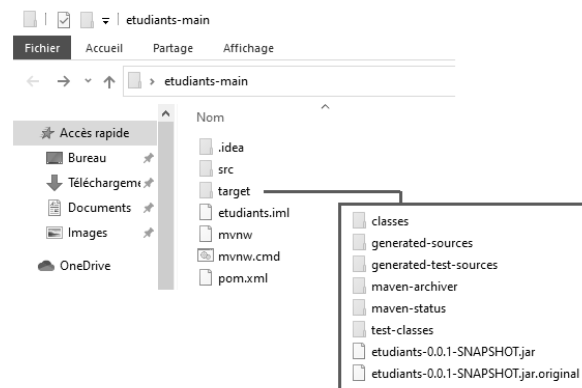 etudiants-main
Fichier Accueil Partage Affichage
etudiants-main
Nom
Accès rapide
Bureau
Téléchargeme
Documents
Images
OneDrive
.idea
src
target
etudiants.iml
mvnw
mvnw.cmd
pom.xml
classes
generated-sources
generated-test-sources
maven-archiver
maven-status
test-classes
etudiants-0.0.1-SNAPSHOT.jar
etudiants-0.0.1-SNAPSHOT.jar.original